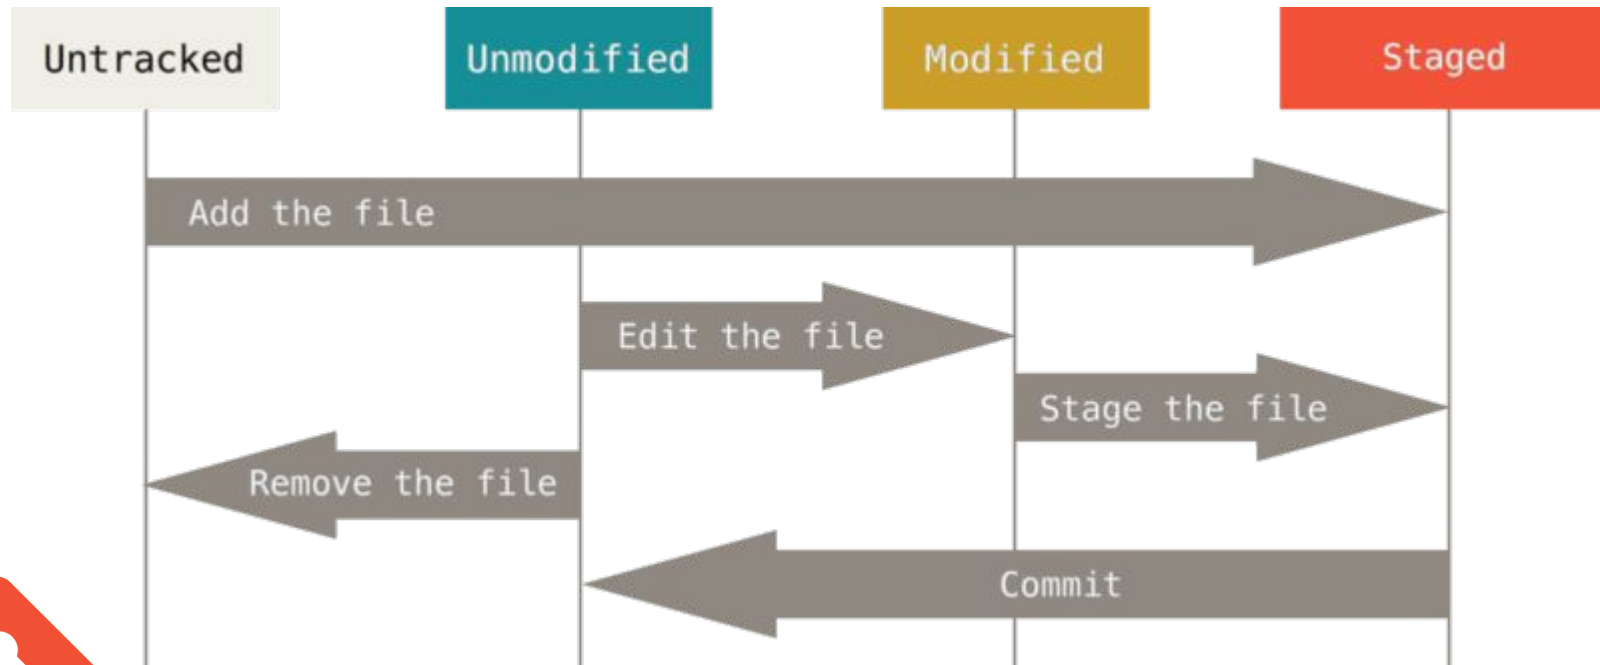 Untracked
Unmodified
Modified
Staged
Add the file
Edit the file
Stage the file
Remove the file
Commit